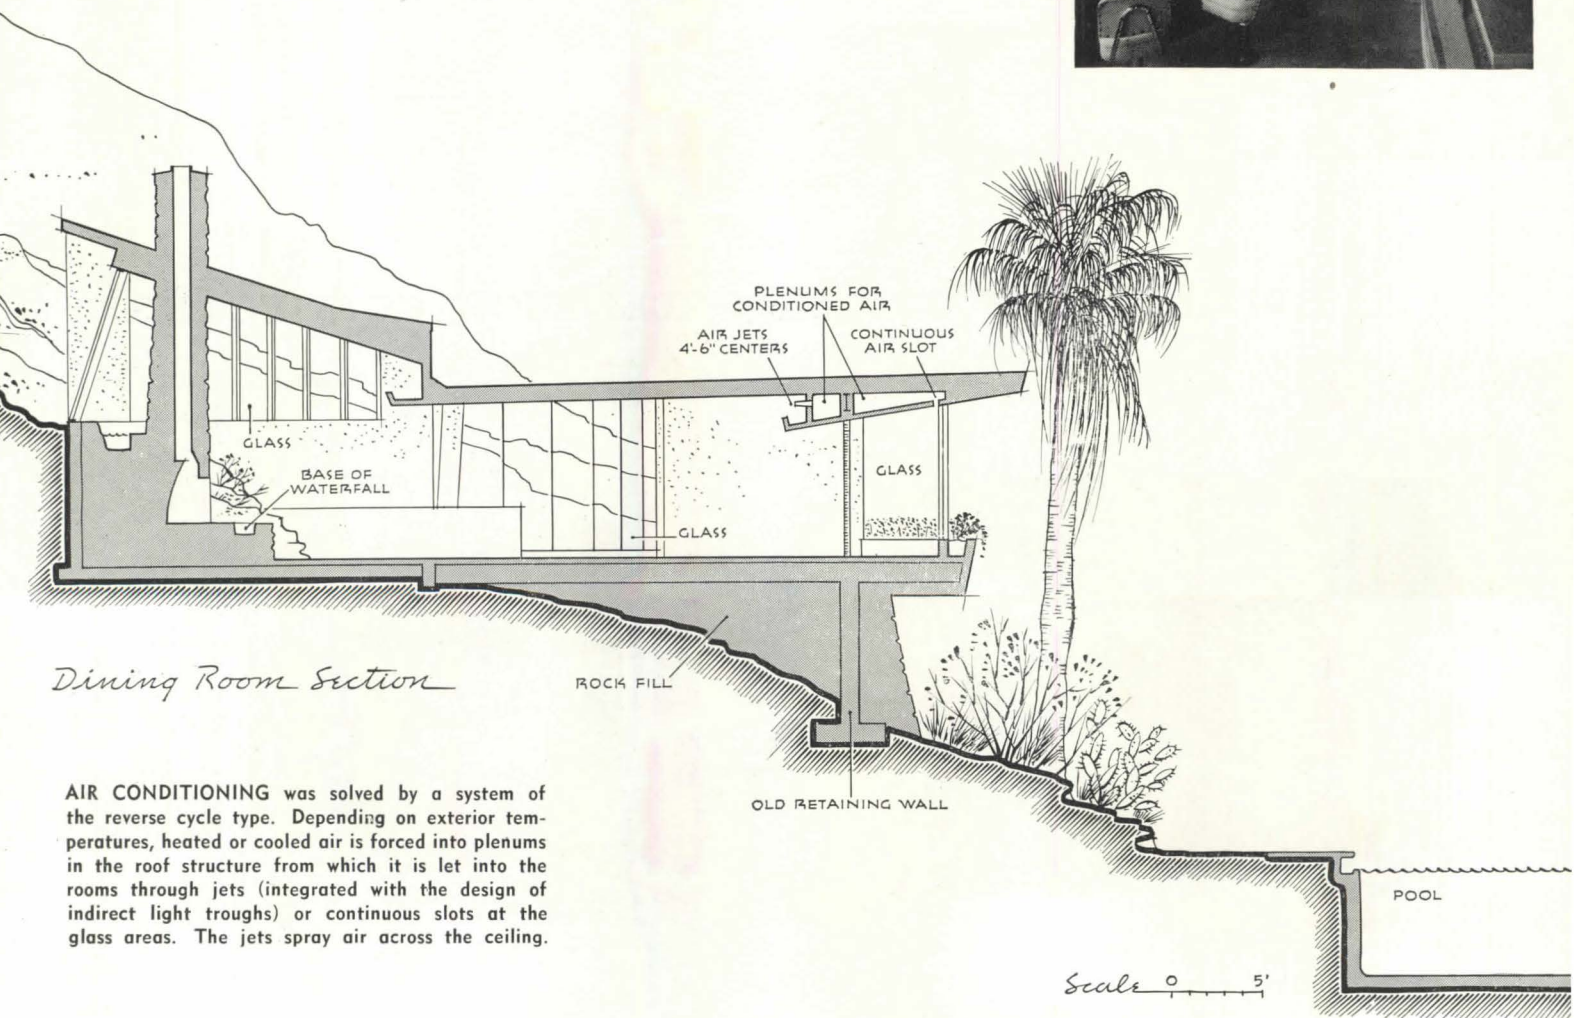 PLENUMS FOR
CONDITIONED AIR
AIR JETS
4'-6" CENTERS
CONTINUOUS
AIR SLOT
GLASS
BASE OF
WATERFALL
GLASS
GLASS
Dining Room Section
ROCK FILL
OLD RETAINING WALL
AIR CONDITIONING was solved by a system of
the reverse cycle type. Depending on exterior tem-
peratures, heated or cooled air is forced into plenums
in the roof structure from which it is let into the
rooms through jets (integrated with the design of
indirect light troughs) or continuous slots at the
glass areas. The jets spray air across the ceiling.
POOL
Scale 0 5'